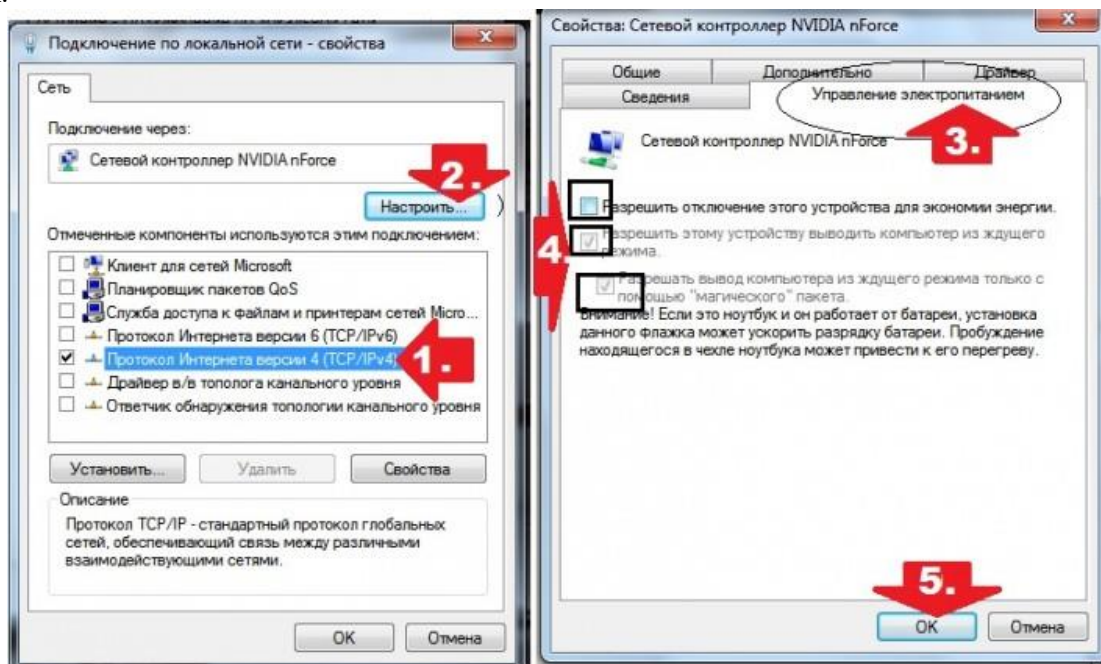 Подключение по локальной сети - свойства
Сеть
Подключение через:
Сетевой контроллер NVIDIA nForce
2.
Настроить...
Отмеченные компоненты используются этим подключением:
Клиент для сетей Microsoft
Планировщик пакетов QoS
Служба доступа к файлам и принтерам сетей Micro...
Протокол Интернета версии 6 (TCP/IPv6)
Протокол Интернета версии 4 (TCP/IPv4)
1.
Драйвер в/в тополога канального уровня
Ответчик обнаружения топологии канального уровня
Установить...
Удалить
Свойства
Описание
Протокол TCP/IP - стандартный протокол глобальных
сетей, обеспечивающий связь между различными
взаимодействующими сетями.
OK
Отмена
Свойства: Сетевой контроллер NVIDIA nForce
Общие
Дополнительно
Драйвер
Сведения
Управление электропитанием
3.
Сетевой контроллер NVIDIA nForce
Разрешить отключение этого устройства для экономии энергии.
4.
Разрешить этому устройству выводить компьютер из ждущего
режима.
Разрешать вывод компьютера из ждущего режима только с
помощью "магического" пакета.
Внимание! Если это ноутбук и он работает от батареи, установка
данного флажка может ускорить разрядку батареи. Пробуждение
находящегося в чехле ноутбука может привести к его перегреву.
5.
OK
Отмена